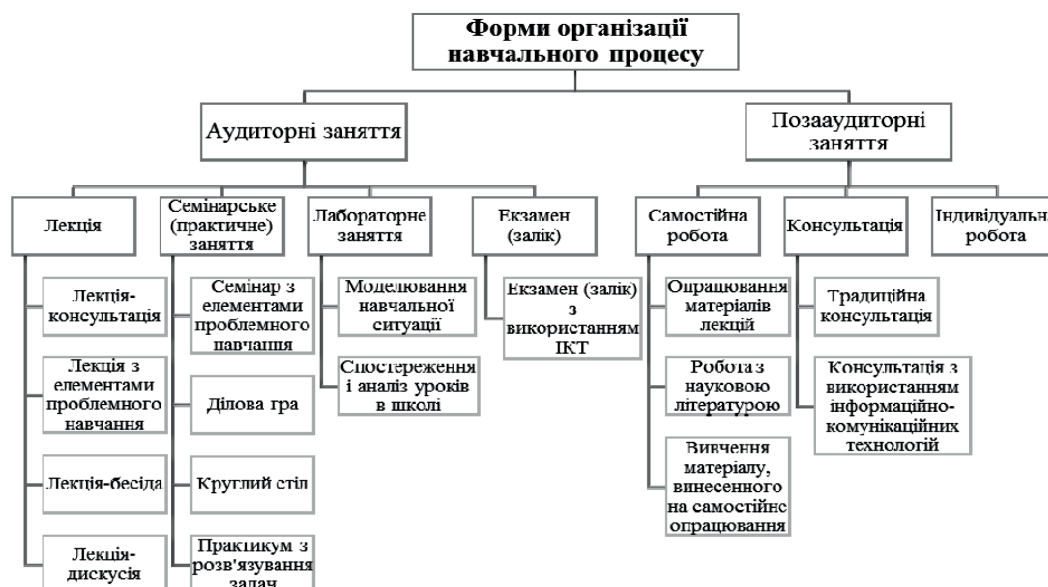 Форми організації
навчального процесу
Аудиторні заняття
Позааудиторні
заняття
Лекція
Семінарське
(практичне)
заняття
Лабораторне
заняття
Екзамен
(залік)
Самостійна
робота
Консультація
Індивідуальна
робота
Лекція-
консультація
Лекція з
елементами
проблемного
навчання
Лекція-бесіда
Лекція-
дискусія
Семінар з
елементами
проблемного
навчання
Ділова гра
Круглий стіл
Практикум з
розв'язування
задач
Моделювання
навчальної
ситуації
Спостереження
і аналіз уроків
в школі
Екзамен (залік)
з
використанням
ІКТ
Опрацювання
матеріалів
лекцій
Робота з
науковою
літературою
Вивчення
матеріалу,
винесенного
на самостійне
опрацювання
Традиційна
консультація
Консультація з
використанням
інформаційно-
комунікаційних
технологій